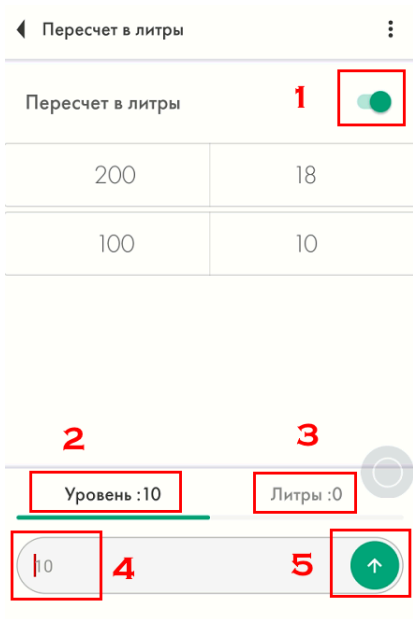 Пересчет в литры
Пересчет в литры 1
200 18
100 10
2 3
Уровень :10 Литры :0
10 4 5